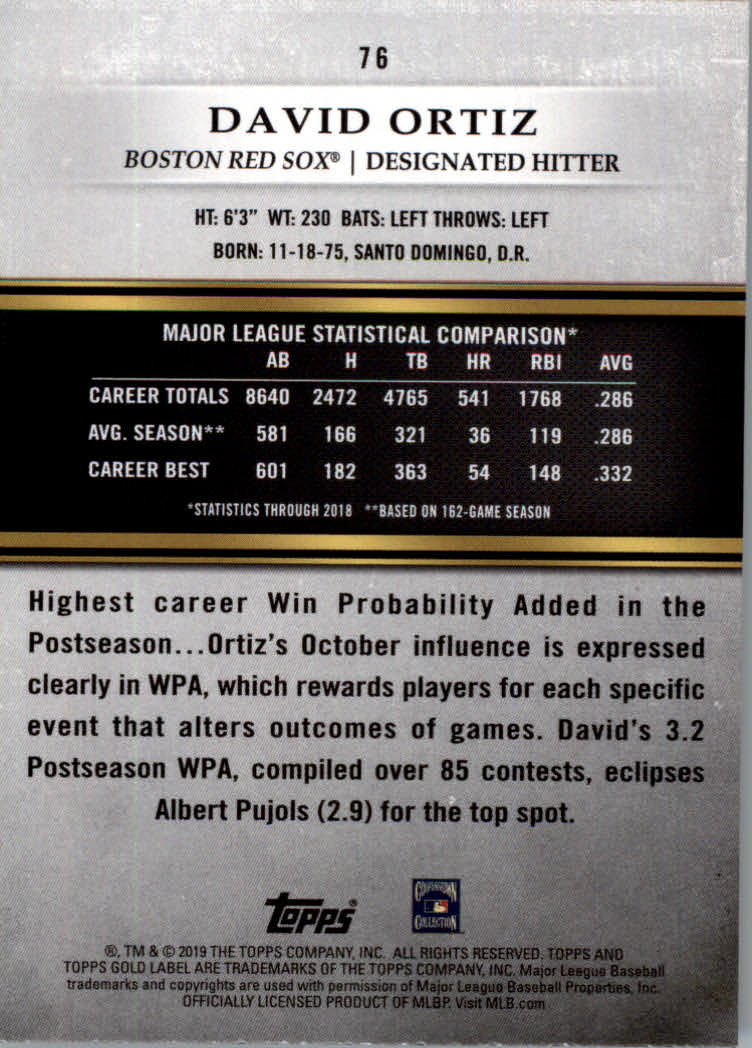 76
DAVID ORTIZ
BOSTON RED SOX® | DESIGNATED HITTER
HT: 6'3" WT: 230 BATS: LEFT THROWS: LEFT
BORN: 11-18-75, SANTO DOMINGO, D.R.
MAJOR LEAGUE STATISTICAL COMPARISON*
AB H TB HR RBI AVG
CAREER TOTALS 8640 2472 4765 541 1768 .286
AVG. SEASON** 581 166 321 36 119 .286
CAREER BEST 601 182 363 54 148 .332
*STATISTICS THROUGH 2018 **BASED ON 162-GAME SEASON
Highest career Win Probability Added in the
Postseason...Ortiz's October influence is expressed
clearly in WPA, which rewards players for each specific
event that alters outcomes of games. David's 3.2
Postseason WPA, compiled over 85 contests, eclipses
Albert Pujols (2.9) for the top spot.
Topps®
COOPERSTOWN
COLLECTION
®, TM & © 2019 THE TOPPS COMPANY, INC. ALL RIGHTS RESERVED. TOPPS AND
TOPPS GOLD LABEL ARE TRADEMARKS OF THE TOPPS COMPANY, INC. Major League Baseball
trademarks and copyrights are used with permission of Major League Baseball Properties, Inc.
OFFICIALLY LICENSED PRODUCT OF MLBP. Visit MLB.com